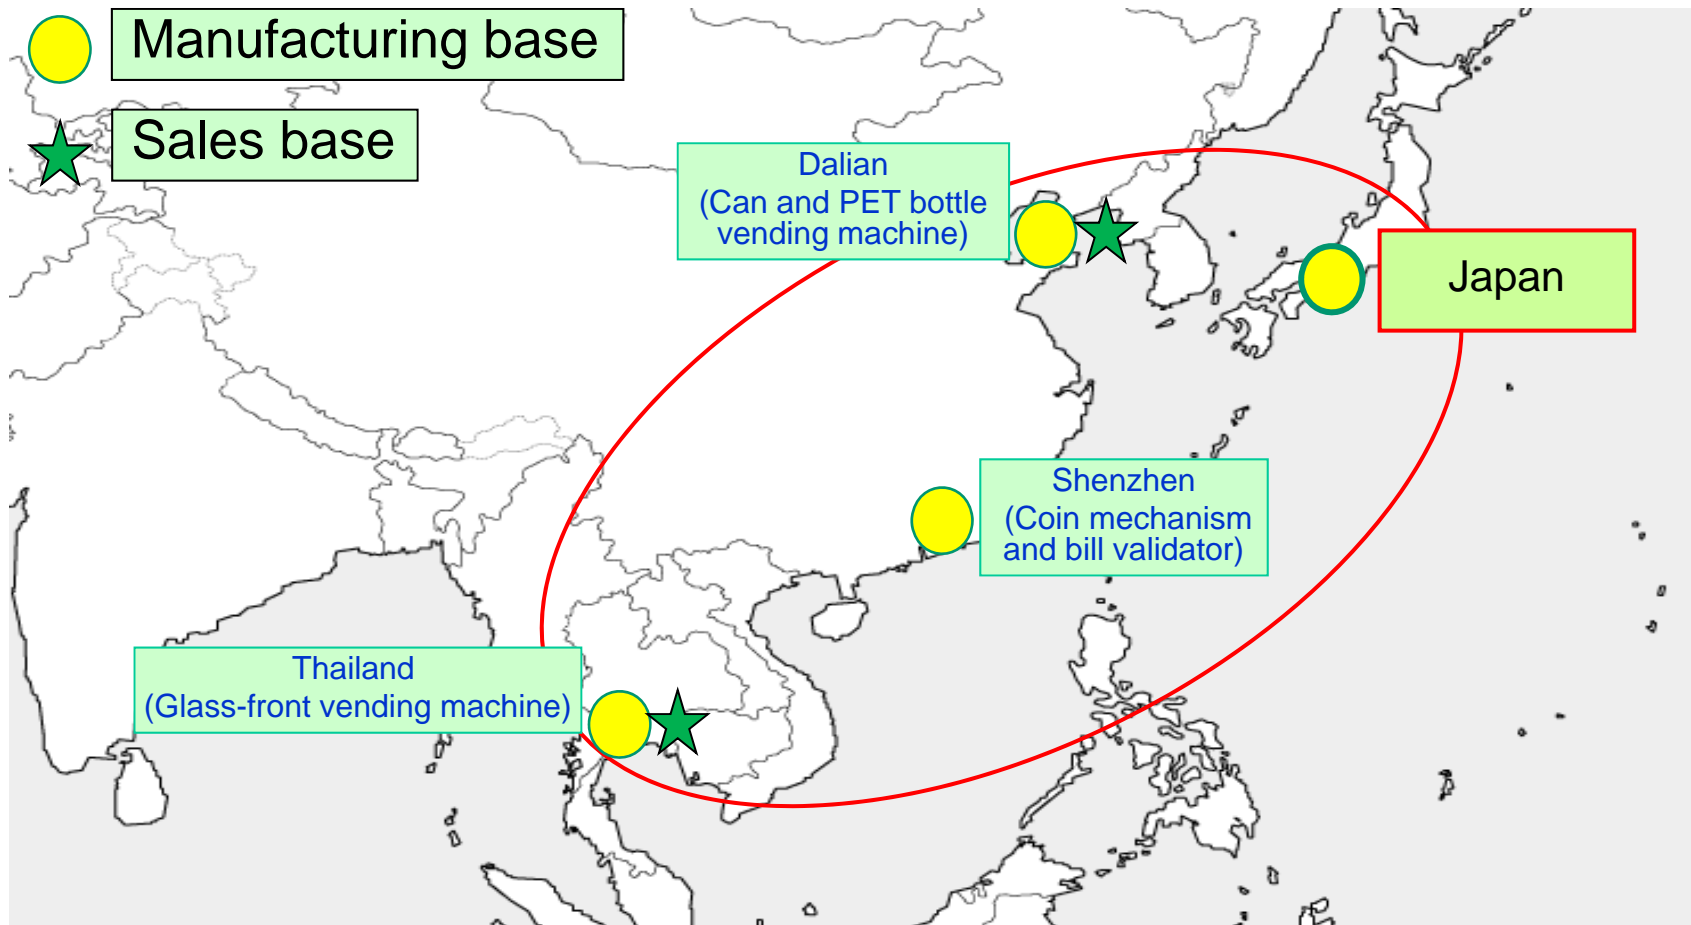 Manufacturing base
Sales base
Dalian
(Can and PET bottle
vending machine)
Japan
Shenzhen
(Coin mechanism
and bill validator)
Thailand
(Glass-front vending machine)